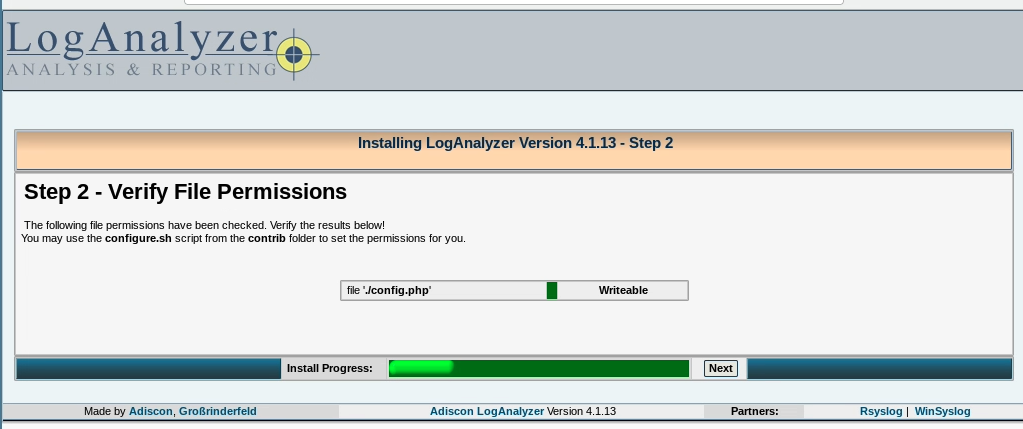 LogAnalyzer
ANALYSIS & REPORTING
Installing LogAnalyzer Version 4.1.13 - Step 2
Step 2 - Verify File Permissions
The following file permissions have been checked. Verify the results below!
You may use the configure.sh script from the contrib folder to set the permissions for you.
file './config.php' Writeable
Install Progress: Next
Made by Adiscon, Großrinderfeld Adiscon LogAnalyzer Version 4.1.13 Partners: Rsyslog | WinSyslog